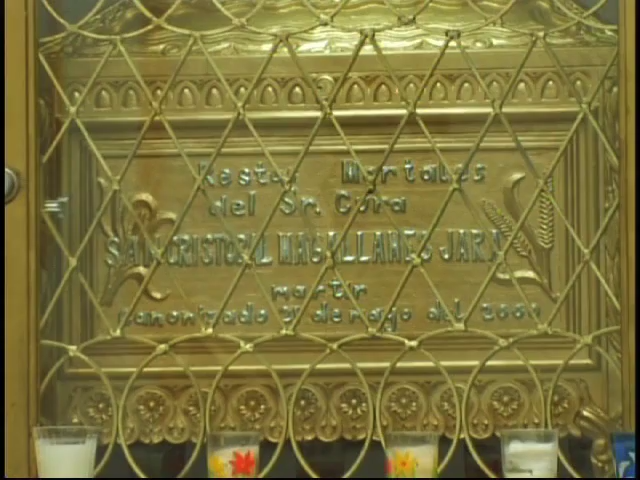 Restos Mortales
del Sr. Cura
SAN CRISTOBAL MAGALLANES JARA
martir
canonizado 21 de mayo del 2000